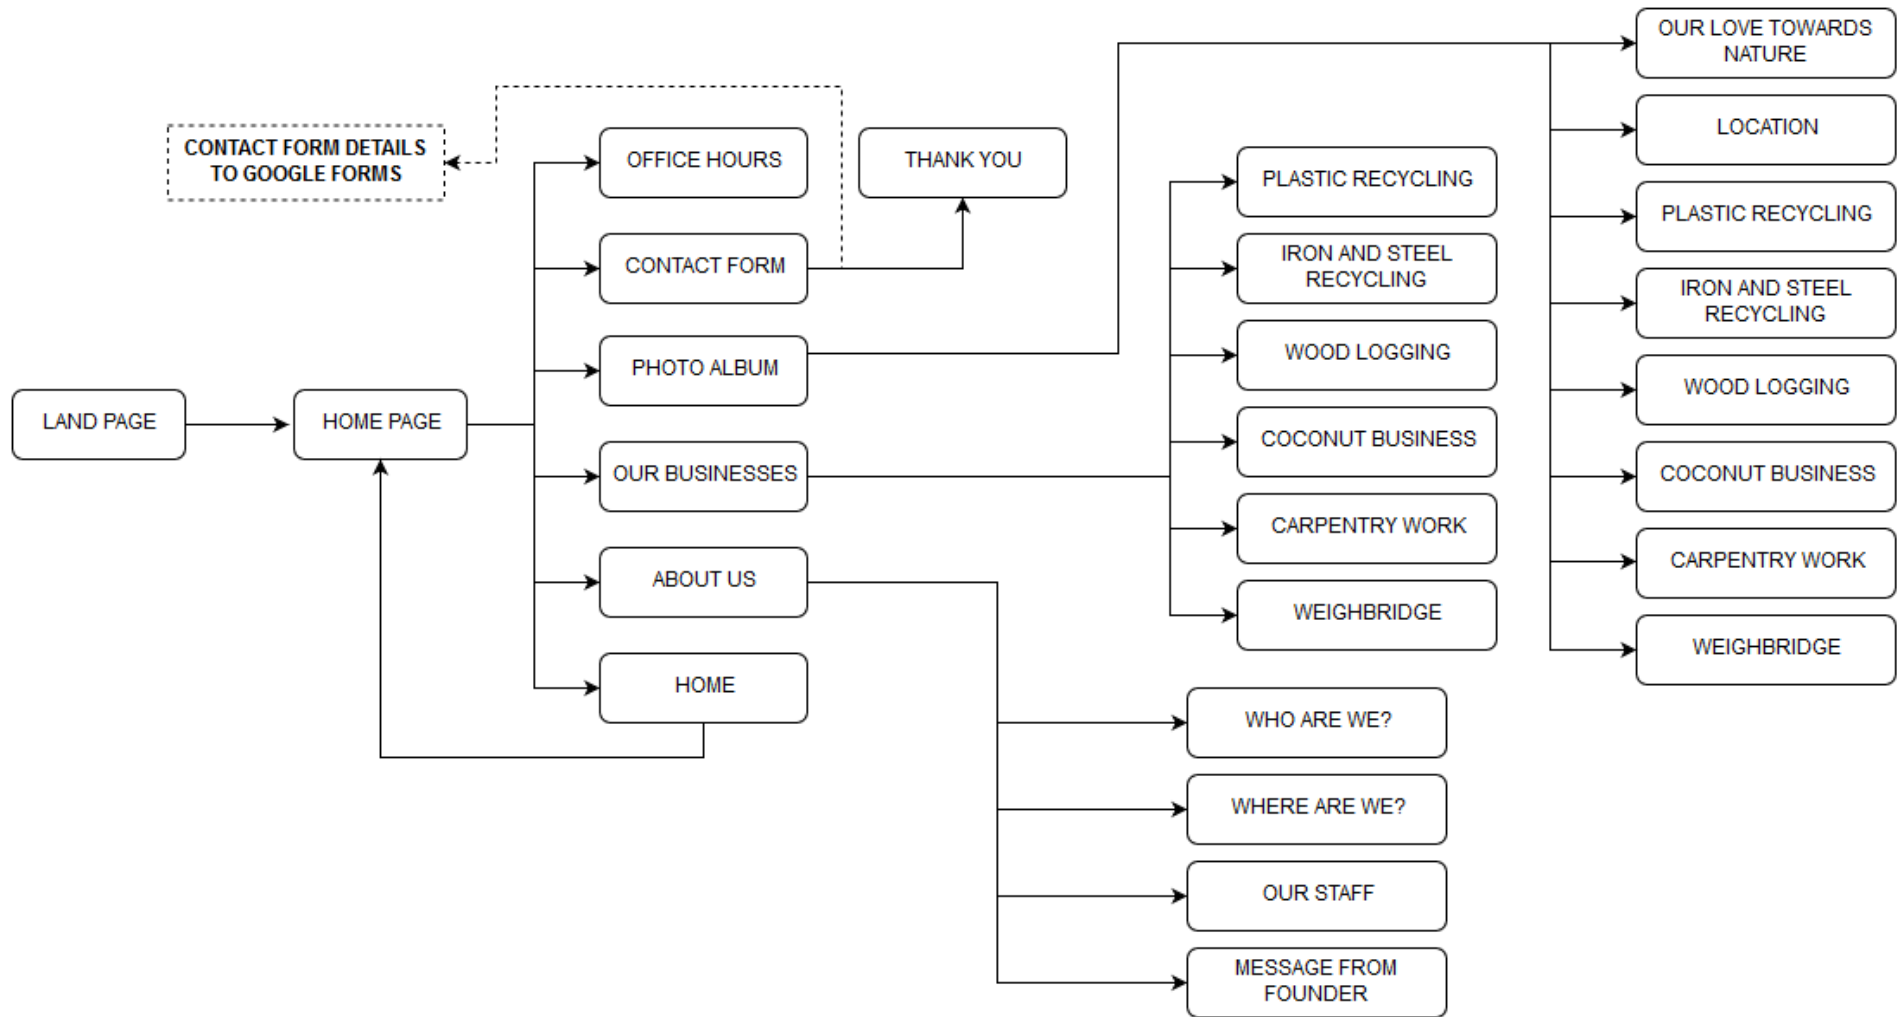 LAND PAGE
HOME PAGE
CONTACT FORM DETAILS
TO GOOGLE FORMS
OFFICE HOURS
CONTACT FORM
PHOTO ALBUM
OUR BUSINESSES
ABOUT US
HOME
THANK YOU
PLASTIC RECYCLING
IRON AND STEEL
RECYCLING
WOOD LOGGING
COCONUT BUSINESS
CARPENTRY WORK
WEIGHBRIDGE
WHO ARE WE?
WHERE ARE WE?
OUR STAFF
MESSAGE FROM
FOUNDER
OUR LOVE TOWARDS
NATURE
LOCATION
PLASTIC RECYCLING
IRON AND STEEL
RECYCLING
WOOD LOGGING
COCONUT BUSINESS
CARPENTRY WORK
WEIGHBRIDGE